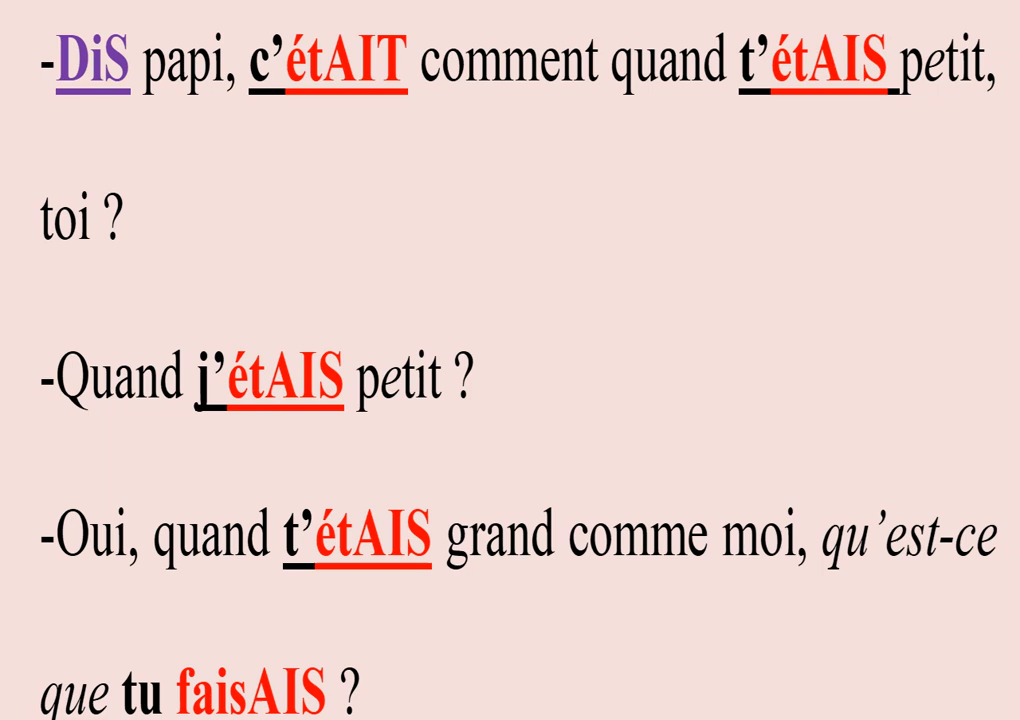 -DiS papi, c’étAIT comment quand t’étAIS petit,
toi ?
-Quand j’étAIS petit ?
-Oui, quand t’étAIS grand comme moi, qu’est-ce
que tu faisAIS ?